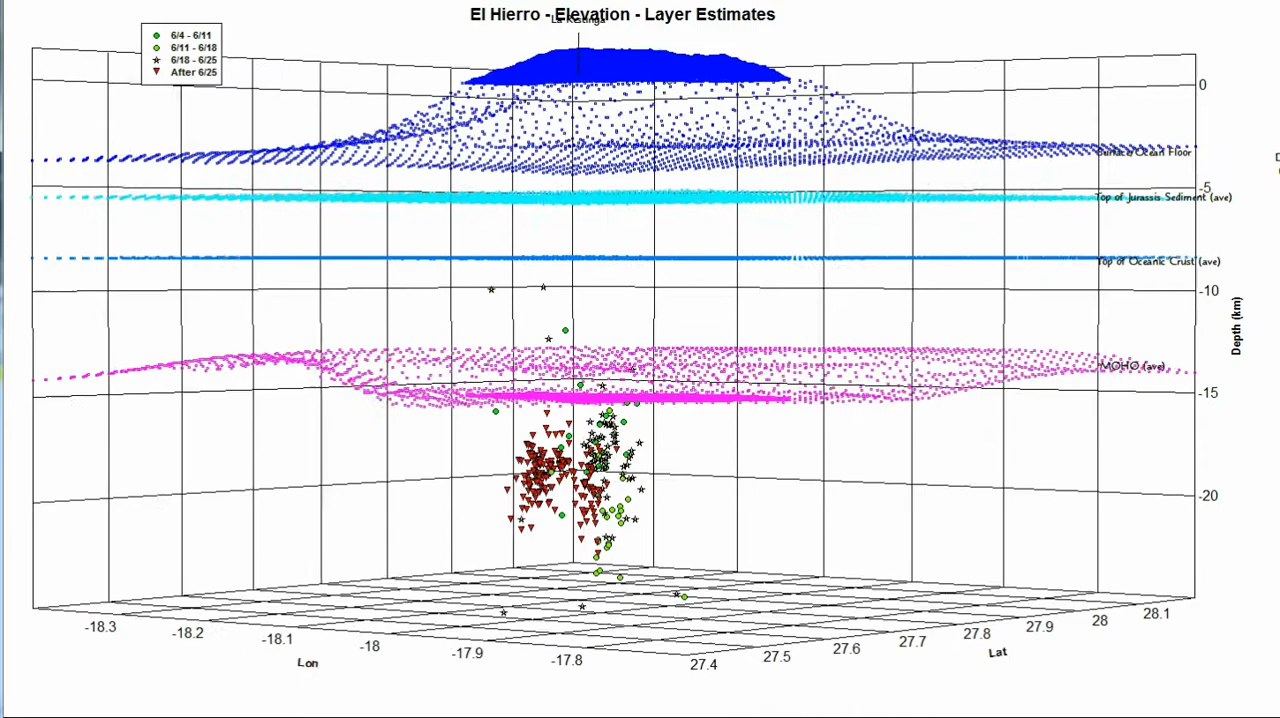 El Hierro - Elevation - Layer Estimates
La Restinga
6/4 - 6/11
6/11 - 6/18
6/18 - 6/25
After 6/25
0
Surface/Ocean Floor
-5
Top of Jurassis Sediment (ave)
Top of Oceanic Crust (ave)
-10
Depth (km)
MOHO (ave)
-15
-20
-18.3
-18.2
-18.1
-18
-17.9
-17.8
Lon
27.4
27.5
27.6
27.7
27.8
27.9
28
28.1
Lat